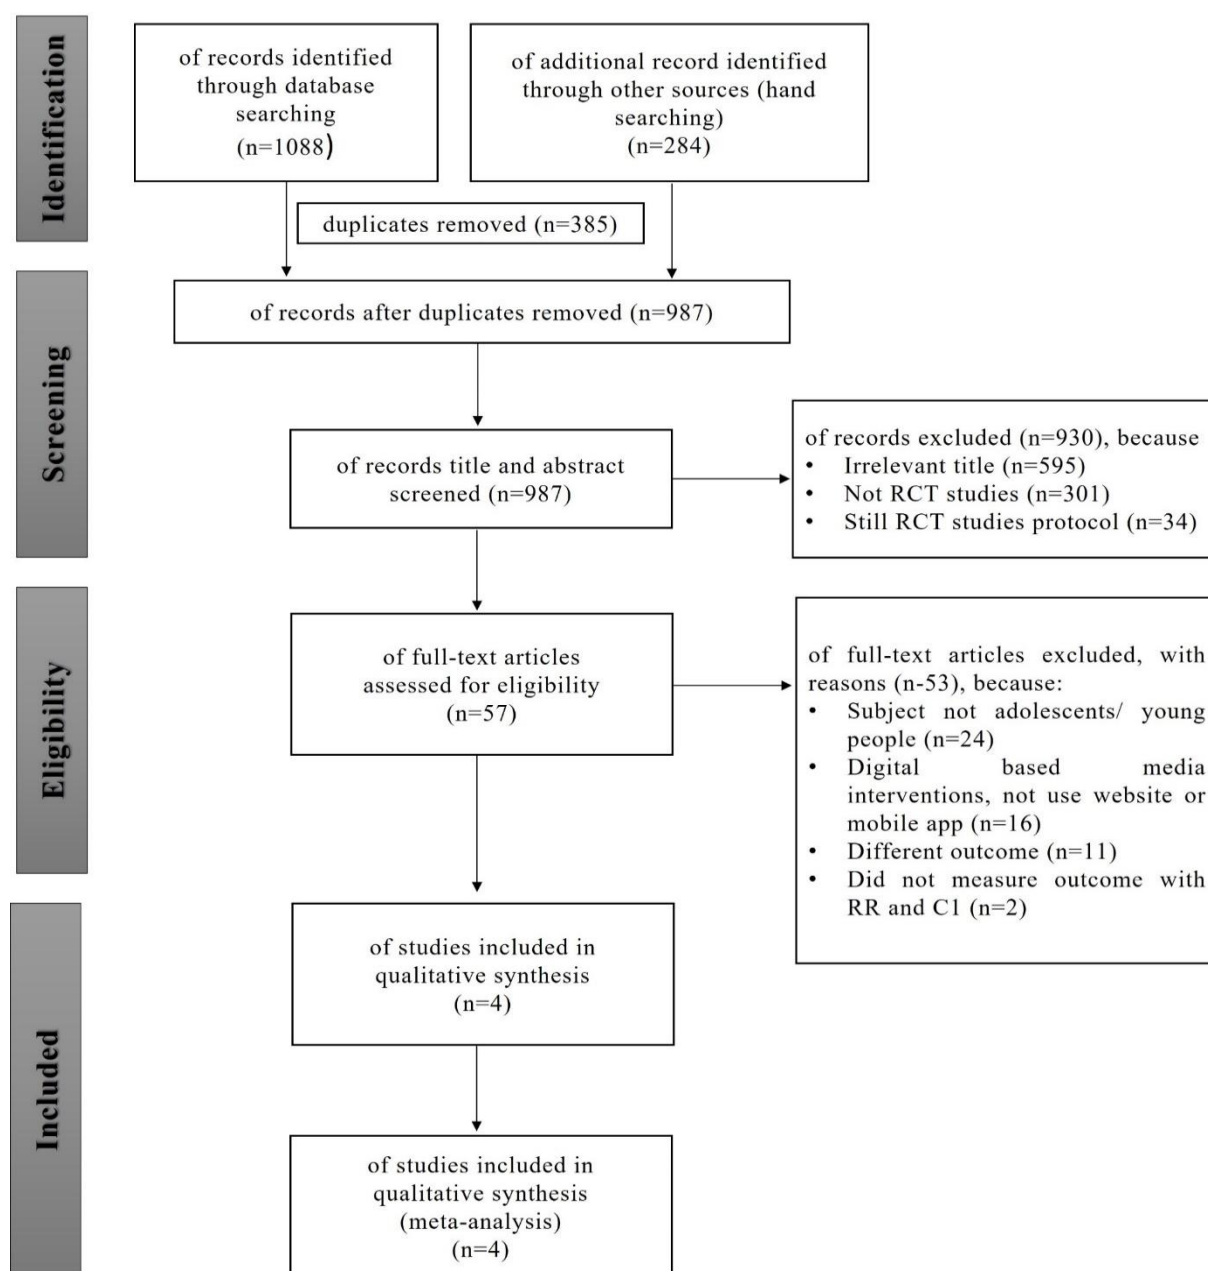 Identification
of records identified
through database
searching
(n=1088)
of additional record identified
through other sources (hand
searching)
(n=284)
duplicates removed (n=385)
Screening
of records after duplicates removed (n=987)
of records title and abstract
screened (n=987)
of records excluded (n=930), because
• Irrelevant title (n=595)
• Not RCT studies (n=301)
• Still RCT studies protocol (n=34)
Eligibility
of full-text articles
assessed for eligibility
(n=57)
of full-text articles excluded, with
reasons (n-53), because:
• Subject not adolescents/ young
people (n=24)
• Digital based media
interventions, not use website or
mobile app (n=16)
• Different outcome (n=11)
• Did not measure outcome with
RR and C1 (n=2)
Included
of studies included in
qualitative synthesis
(n=4)
of studies included in
qualitative synthesis
(meta-analysis)
(n=4)